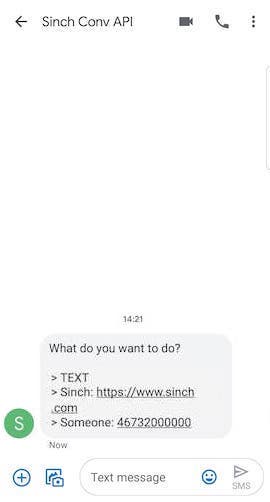 Sinch Conv API
14:21
What do you want to do?
> TEXT
> Sinch: https://www.sinch
.com
> Someone: 46732000000
S
Now
Text message
SMS